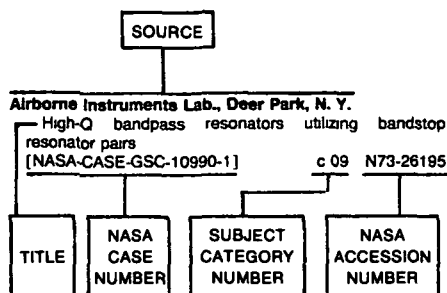 SOURCE
Airborne Instruments Lab., Deer Park, N. Y.
High-Q bandpass resonators utilizing bandstop
resonator pairs
[NASA-CASE-GSC-10990-1] c 09 N73-26195
TITLE
NASA
CASE
NUMBER
SUBJECT
CATEGORY
NUMBER
NASA
ACCESSION
NUMBER